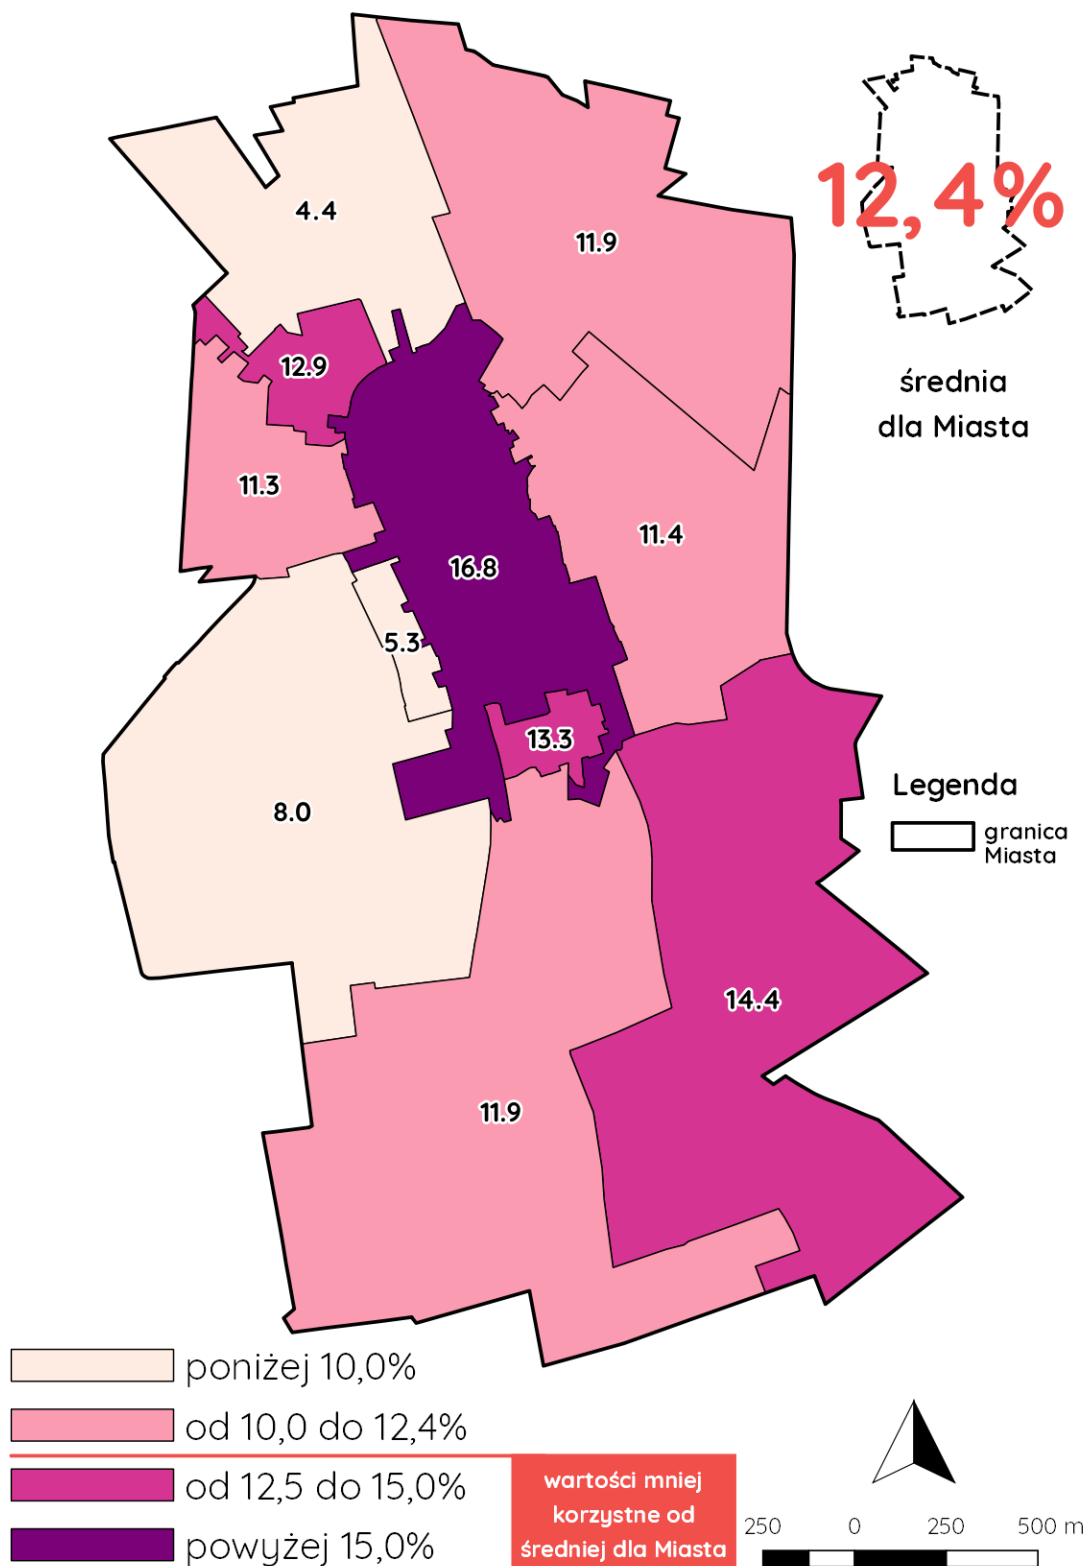 4.4
11.9
12,4%
średnia
dla Miasta
12.9
11.3
11.4
16.8
5.3
13.3
8.0
Legenda
granica
Miasta
14.4
11.9
poniżej 10,0%
od 10,0 do 12,4%
od 12,5 do 15,0%
powyżej 15,0%
wartości mniej
korzystne od
średniej dla Miasta
250 0 250 500 m